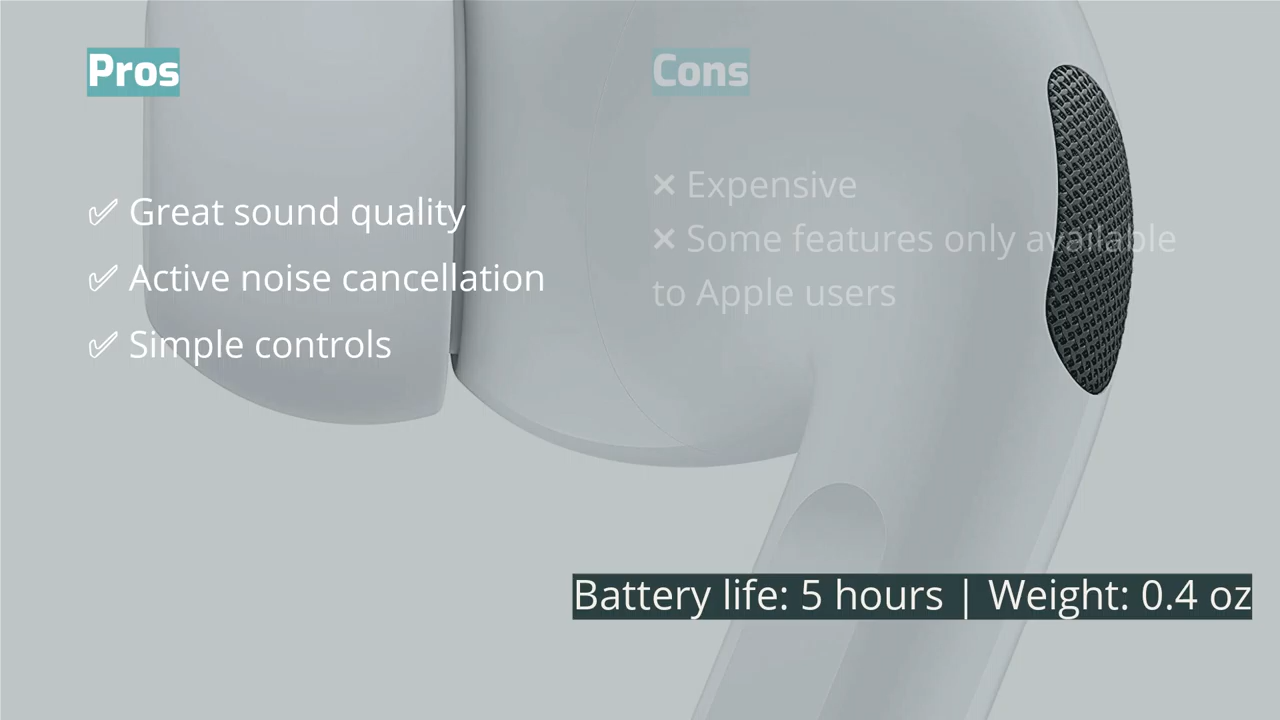 Pros
✅ Great sound quality
✅ Active noise cancellation
✅ Simple controls
Cons
❌ Expensive
❌ Some features only available
to Apple users
Battery life: 5 hours | Weight: 0.4 oz